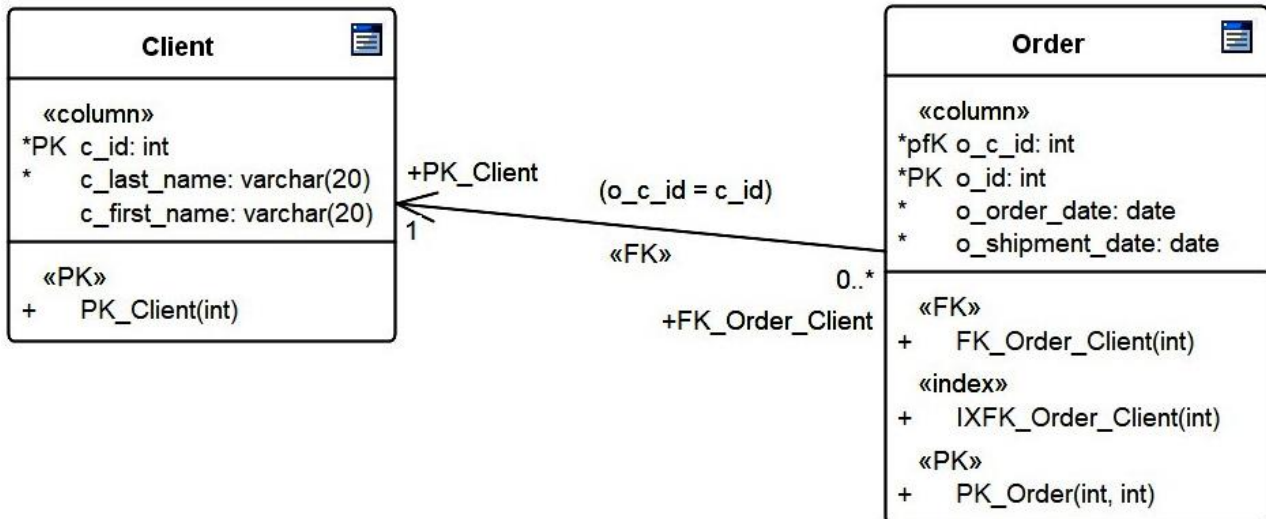 Client
«column»
*PK c_id: int
* c_last_name: varchar(20)
c_first_name: varchar(20)
«PK»
+ PK_Client(int)
+PK_Client
1
(o_c_id = c_id)
«FK»
0..*
+FK_Order_Client
Order
«column»
*pfK o_c_id: int
*PK o_id: int
* o_order_date: date
* o_shipment_date: date
«FK»
+ FK_Order_Client(int)
«index»
+ IXFK_Order_Client(int)
«PK»
+ PK_Order(int, int)